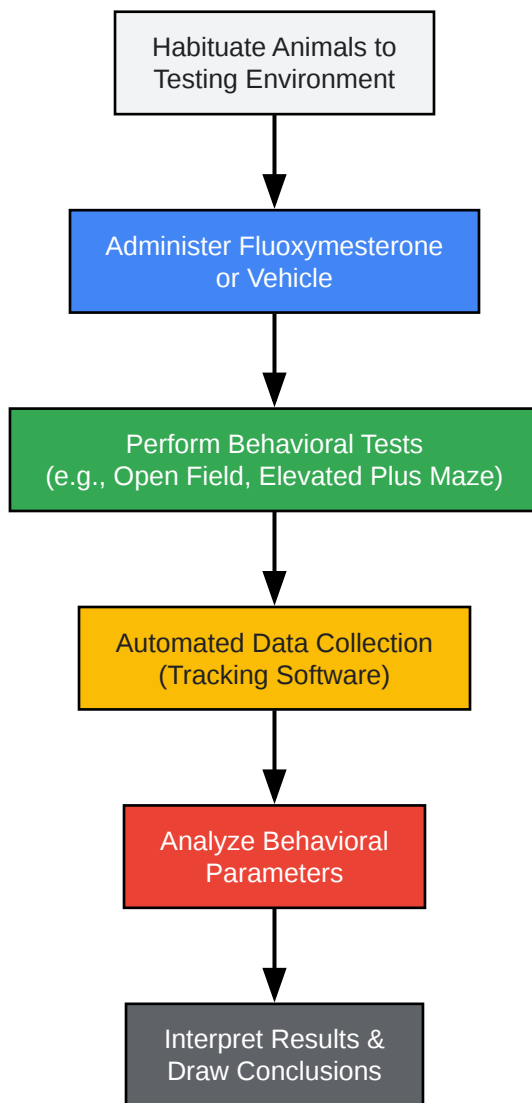 Habituate Animals to
Testing Environment
Administer Fluoxymesterone
or Vehicle
Perform Behavioral Tests
(e.g., Open Field, Elevated Plus Maze)
Automated Data Collection
(Tracking Software)
Analyze Behavioral
Parameters
Interpret Results &
Draw Conclusions